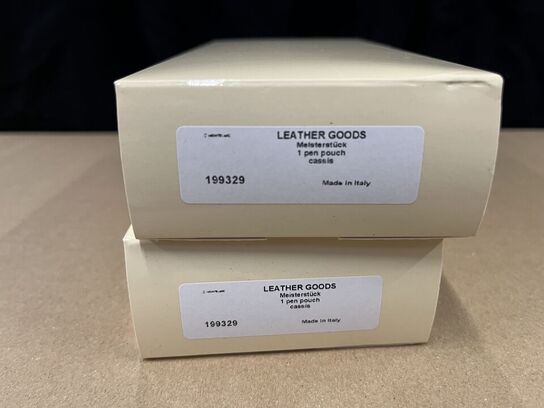 LEATHER GOODS
Meisterstück
1 pen pouch
cassis
199329 Made in Italy
LEATHER GOODS
Meisterstück
1 pen pouch
cassis
199329 Made in Italy